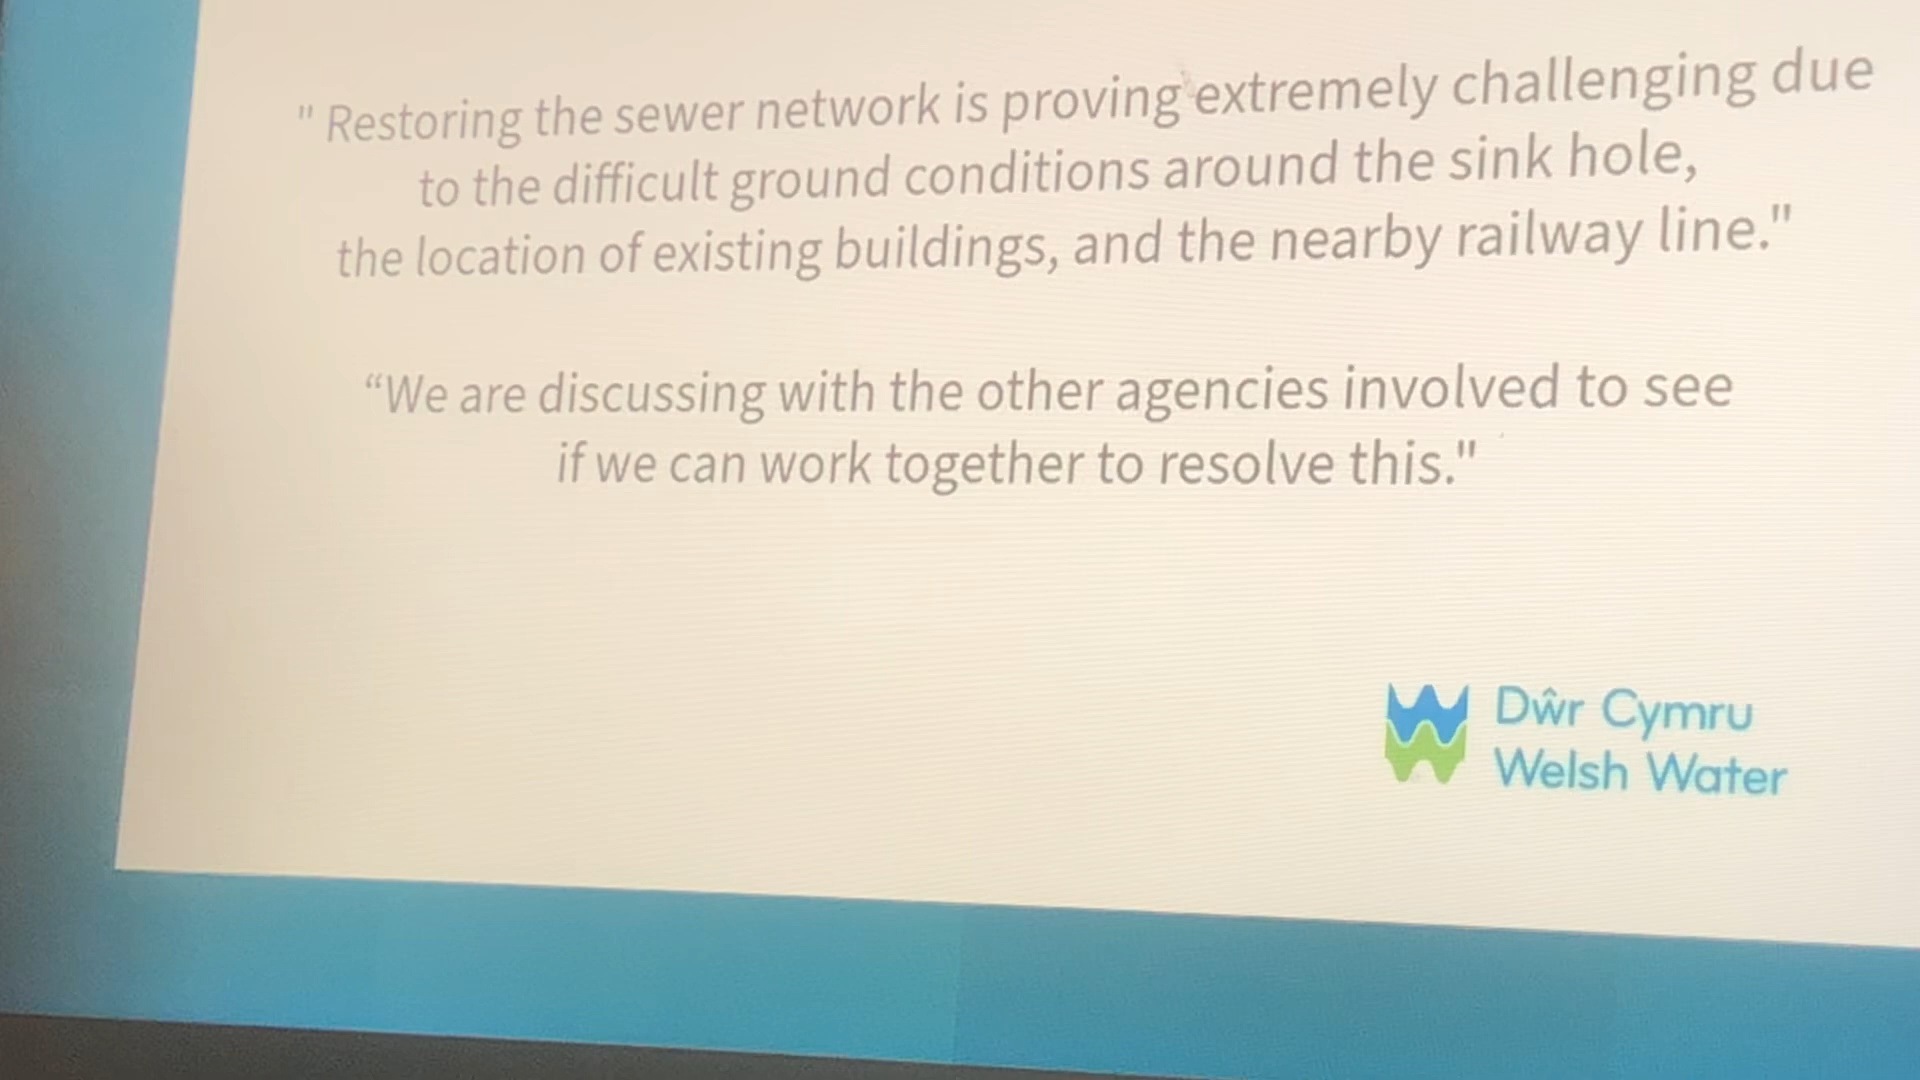 " Restoring the sewer network is proving extremely challenging due
to the difficult ground conditions around the sink hole,
the location of existing buildings, and the nearby railway line."
“We are discussing with the other agencies involved to see
if we can work together to resolve this."
Dŵr Cymru
Welsh Water